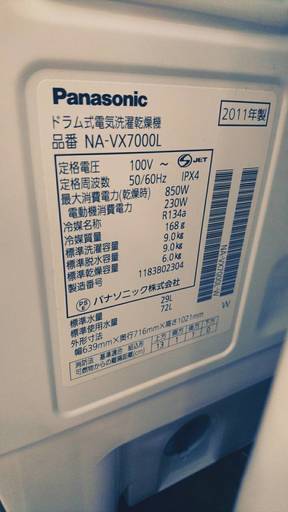 Panasonic
2011年製
ドラム式電気洗濯乾燥機
品番 NA-VX7000L
定格電圧 100V ～ JET
定格周波数 50/60Hz IPX4
最大消費電力(乾燥時) 850W
電動機消費電力 230W
冷媒名称 R134a
冷媒質量 168g
標準洗濯容量 9.0kg
標準脱水容量 9.0kg
標準乾燥容量 6.0kg
製造番号 1183B02304
PS E パナソニック株式会社
標準水量 29L
標準使用水量 72L
外形寸法
幅639mm×奥行716mm×高さ1021mm
W
NA-VX7000L-W